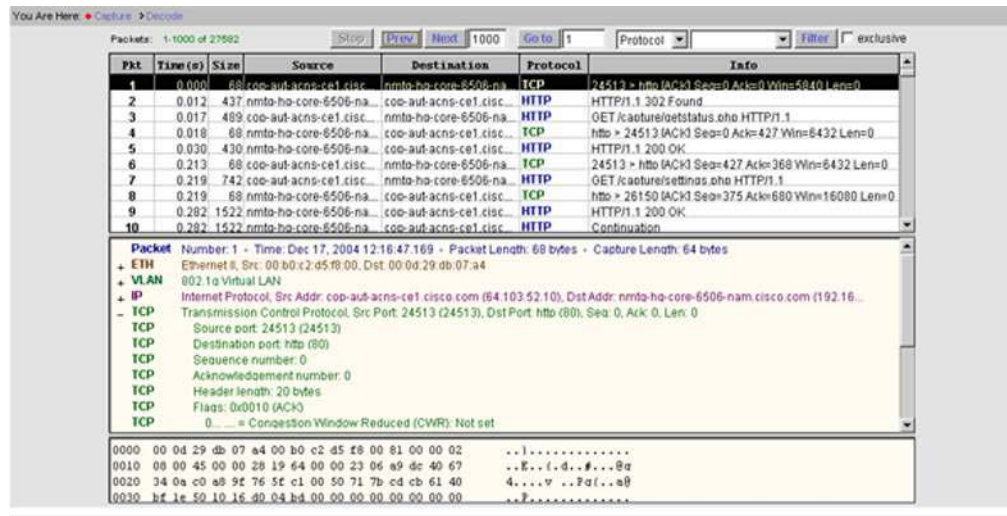 You Are Here: Capture > Decode
Packets: 1-1000 of 27582 Stop Prev Next 1000 Go to 1 Protocol Filter exclusive
Pkt Time(s) Size Source Destination Protocol Info
1 0.000 68 cop-aut-acns-ce1.cisc... nmtg-hq-core-6506-na... TCP 24513 > http [ACK] Seq=0 Ack=0 Win=5840 Len=0
2 0.012 437 nmtg-hq-core-6506-na... cop-aut-acns-ce1.cisc... HTTP HTTP/1.1 302 Found
3 0.017 489 cop-aut-acns-ce1.cisc... nmtg-hq-core-6506-na... HTTP GET /capture/getstatus.php HTTP/1.1
4 0.018 68 nmtg-hq-core-6506-na... cop-aut-acns-ce1.cisc... TCP http > 24513 [ACK] Seq=0 Ack=427 Win=6432 Len=0
5 0.030 430 nmtg-hq-core-6506-na... cop-aut-acns-ce1.cisc... HTTP HTTP/1.1 200 OK
6 0.213 68 cop-aut-acns-ce1.cisc... nmtg-hq-core-6506-na... TCP 24513 > http [ACK] Seq=427 Ack=368 Win=6432 Len=0
7 0.219 742 cop-aut-acns-ce1.cisc... nmtg-hq-core-6506-na... HTTP GET /capture/settings.php HTTP/1.1
8 0.219 68 nmtg-hq-core-6506-na... cop-aut-acns-ce1.cisc... TCP http > 26150 [ACK] Seq=375 Ack=680 Win=16080 Len=0
9 0.282 1522 nmtg-hq-core-6506-na... cop-aut-acns-ce1.cisc... HTTP HTTP/1.1 200 OK
10 0.282 1522 nmtg-hq-core-6506-na... cop-aut-acns-ce1.cisc... HTTP Continuation
Packet Number: 1 - Time: Dec 17, 2004 12:16:47.169 - Packet Length: 68 bytes - Capture Length: 64 bytes
+ ETH Ethernet II, Src: 00:b0:c2:d5:f8:00, Dst: 00:0d:29:db:07:a4
+ VLAN 802.1q Virtual LAN
+ IP Internet Protocol, Src Addr: cop-aut-acns-ce1.cisco.com (64.103.52.10), Dst Addr: nmtg-hq-core-6506-nam.cisco.com (192.16...
- TCP Transmission Control Protocol, Src Port: 24513 (24513), Dst Port: http (80), Seq: 0, Ack: 0, Len: 0
TCP Source port: 24513 (24513)
TCP Destination port: http (80)
TCP Sequence number: 0
TCP Acknowledgement number: 0
TCP Header length: 20 bytes
TCP Flags: 0x0010 (ACK)
TCP 0... .... = Congestion Window Reduced (CWR): Not set
0000 00 0d 29 db 07 a4 00 b0 c2 d5 f8 00 81 00 00 02 ..).............
0010 08 00 45 00 00 28 19 64 00 00 23 06 a9 dc 40 67 ..E..(.d..#...@g
0020 34 0a c0 a8 9f 76 5f c1 00 50 71 7b cd cb 61 40 4....v ..Pq{..a@
0030 bf 1e 50 10 16 d0 04 bd 00 00 00 00 00 00 00 00 ..P.............